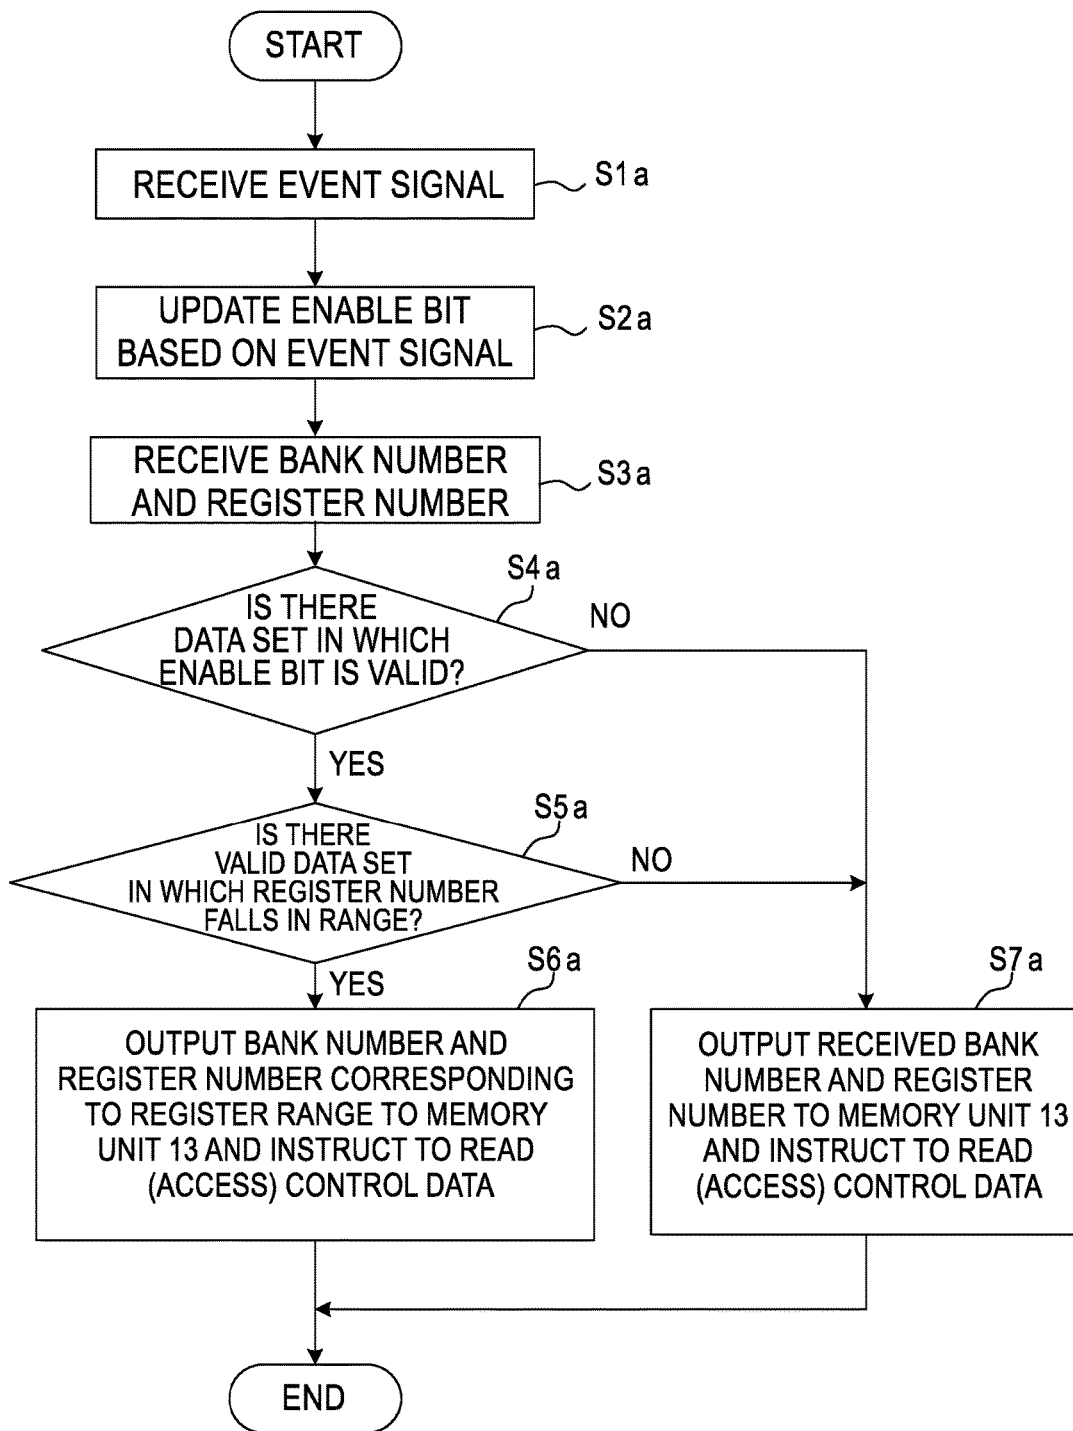 START
RECEIVE EVENT SIGNAL
S1a
UPDATE ENABLE BIT
BASED ON EVENT SIGNAL
S2a
RECEIVE BANK NUMBER
AND REGISTER NUMBER
S3a
S4a
IS THERE
DATA SET IN WHICH
ENABLE BIT IS VALID?
NO
YES
S5a
IS THERE
VALID DATA SET
IN WHICH REGISTER NUMBER
FALLS IN RANGE?
NO
YES
S6a
OUTPUT BANK NUMBER AND
REGISTER NUMBER CORRESPONDING
TO REGISTER RANGE TO MEMORY
UNIT 13 AND INSTRUCT TO READ
(ACCESS) CONTROL DATA
S7a
OUTPUT RECEIVED BANK
NUMBER AND REGISTER
NUMBER TO MEMORY UNIT 13
AND INSTRUCT TO READ
(ACCESS) CONTROL DATA
END